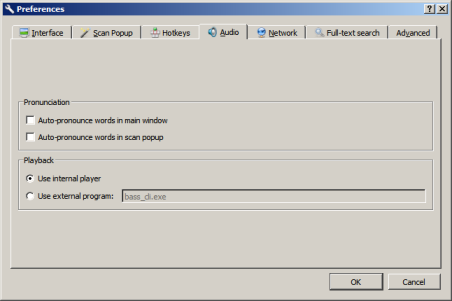 Preferences
Interface Scan Popup Hotkeys Audio Network Full-text search Advanced
Pronunciation
Auto-pronounce words in main window
Auto-pronounce words in scan popup
Playback
Use internal player
Use external program: bass_di.exe
OK Cancel